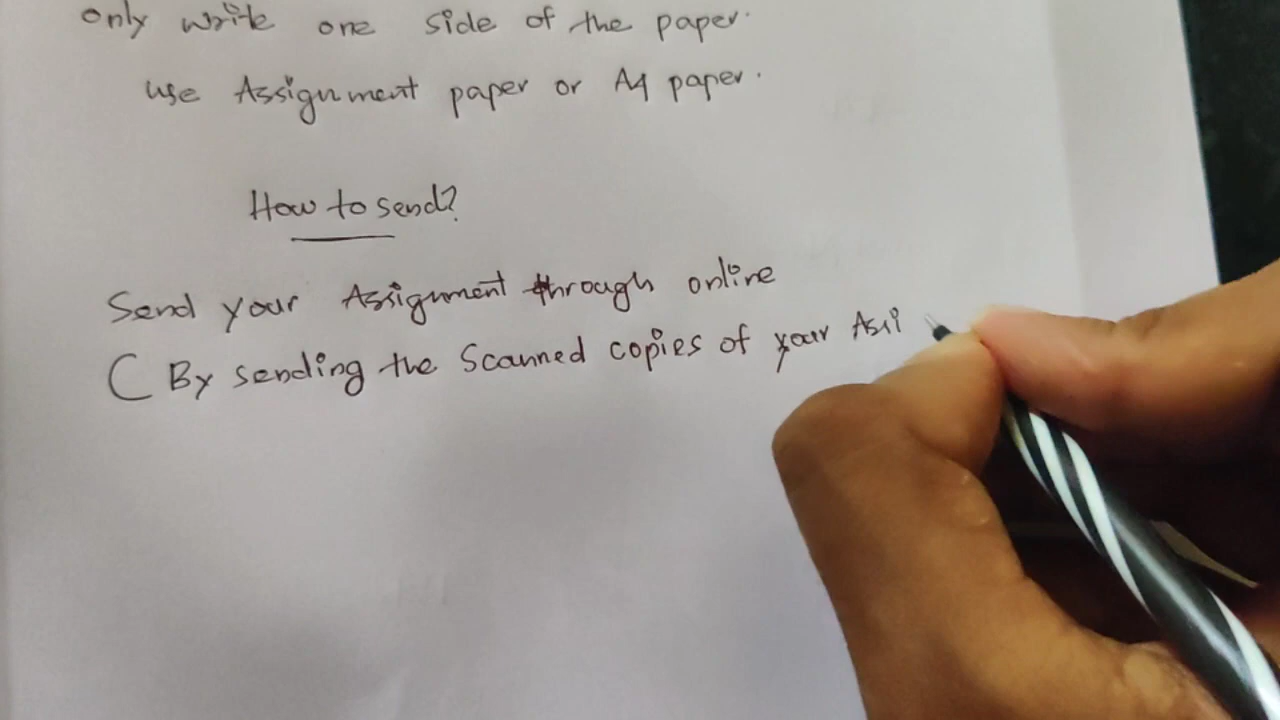 only write one side of the paper.
use Assignment paper or A4 paper.
How to send?
Send your Assignment through online
( By sending the Scanned copies of your Assi